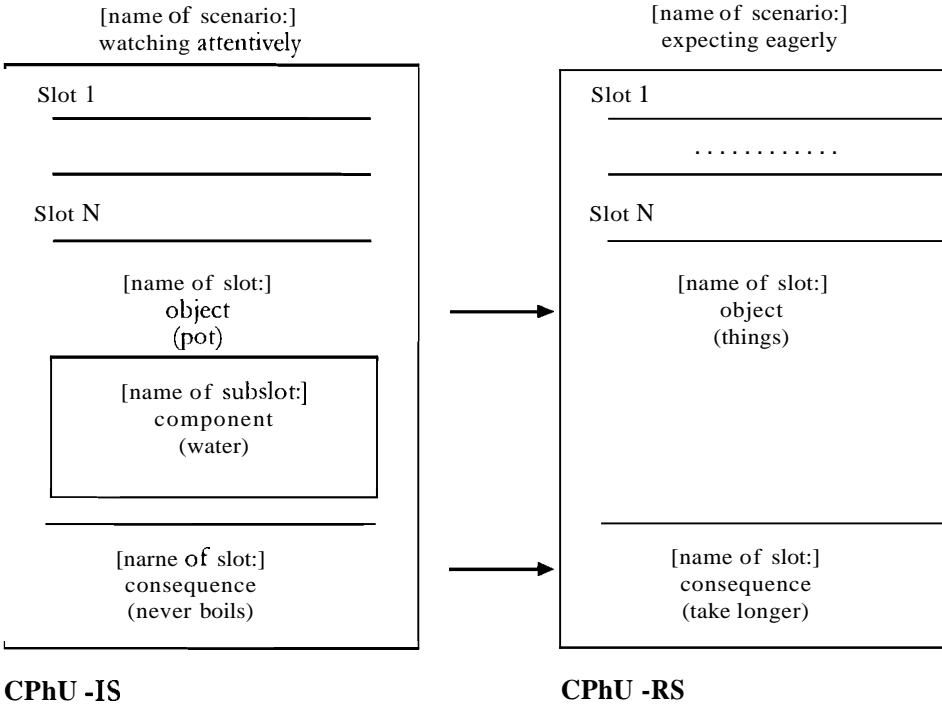 [name of scenario:]
watching attentively
Slot 1
Slot N
[name of slot:]
object
(pot)
[name of subslot:]
component
(water)
[narne of slot:]
consequence
(never boils)
CPhU -IS
[name of scenario:]
expecting eagerly
Slot 1
. . . . . . . . . . . .
Slot N
[name of slot:]
object
(things)
[name of slot:]
consequence
(take longer)
CPhU -RS